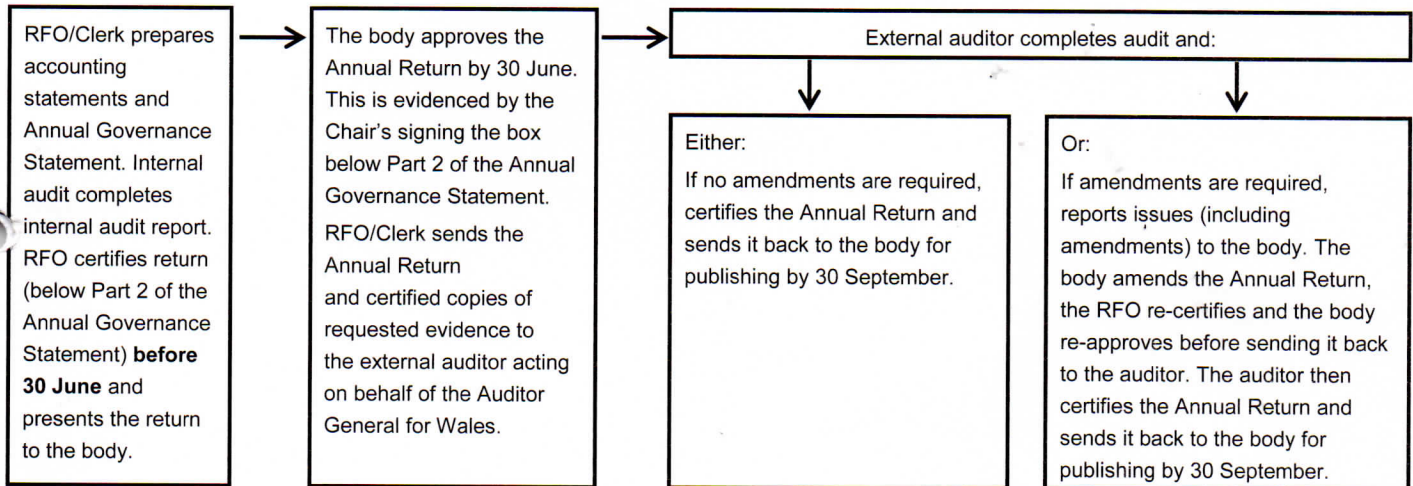 RFO/Clerk prepares
accounting
statements and
Annual Governance
Statement. Internal
audit completes
internal audit report.
RFO certifies return
(below Part 2 of the
Annual Governance
Statement) before
30 June and
presents the return
to the body.
The body approves the
Annual Return by 30 June.
This is evidenced by the
Chair's signing the box
below Part 2 of the Annual
Governance Statement.
RFO/Clerk sends the
Annual Return
and certified copies of
requested evidence to
the external auditor acting
on behalf of the Auditor
General for Wales.
External auditor completes audit and:
Either:
If no amendments are required,
certifies the Annual Return and
sends it back to the body for
publishing by 30 September.
Or:
If amendments are required,
reports issues (including
amendments) to the body. The
body amends the Annual Return,
the RFO re-certifies and the body
re-approves before sending it back
to the auditor. The auditor then
certifies the Annual Return and
sends it back to the body for
publishing by 30 September.